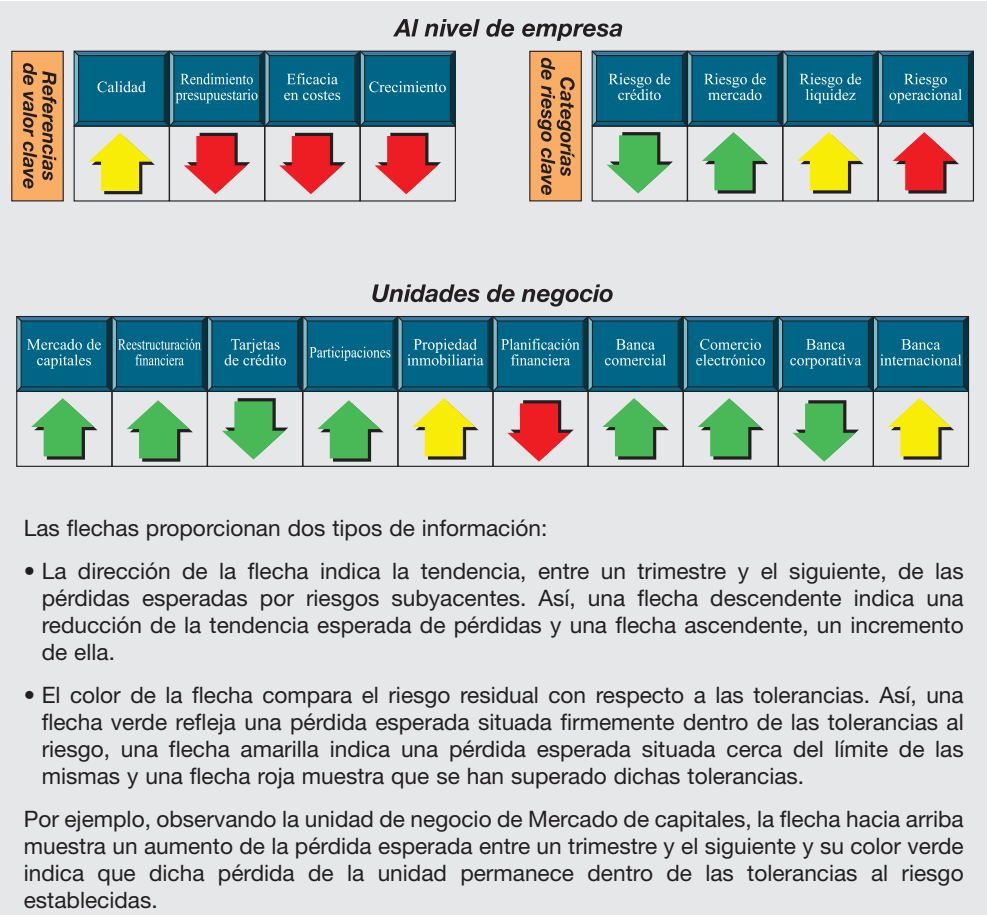 Al nivel de empresa
Referencias
de valor clave
Calidad
Rendimiento
presupuestario
Eficacia
en costes
Crecimiento
Categorías
de riesgo clave
Riesgo de
crédito
Riesgo de
mercado
Riesgo de
liquidez
Riesgo
operacional
Unidades de negocio
Mercado de
capitales
Reestructuración
financiera
Tarjetas
de crédito
Participaciones
Propiedad
inmobiliaria
Planificación
financiera
Banca
comercial
Comercio
electrónico
Banca
corporativa
Banca
internacional
Las flechas proporcionan dos tipos de información:
• La dirección de la flecha indica la tendencia, entre un trimestre y el siguiente, de las
pérdidas esperadas por riesgos subyacentes. Así, una flecha descendente indica una
reducción de la tendencia esperada de pérdidas y una flecha ascendente, un incremento
de ella.
• El color de la flecha compara el riesgo residual con respecto a las tolerancias. Así, una
flecha verde refleja una pérdida esperada situada firmemente dentro de las tolerancias al
riesgo, una flecha amarilla indica una pérdida esperada situada cerca del límite de las
mismas y una flecha roja muestra que se han superado dichas tolerancias.
Por ejemplo, observando la unidad de negocio de Mercado de capitales, la flecha hacia arriba
muestra un aumento de la pérdida esperada entre un trimestre y el siguiente y su color verde
indica que dicha pérdida de la unidad permanece dentro de las tolerancias al riesgo
establecidas.